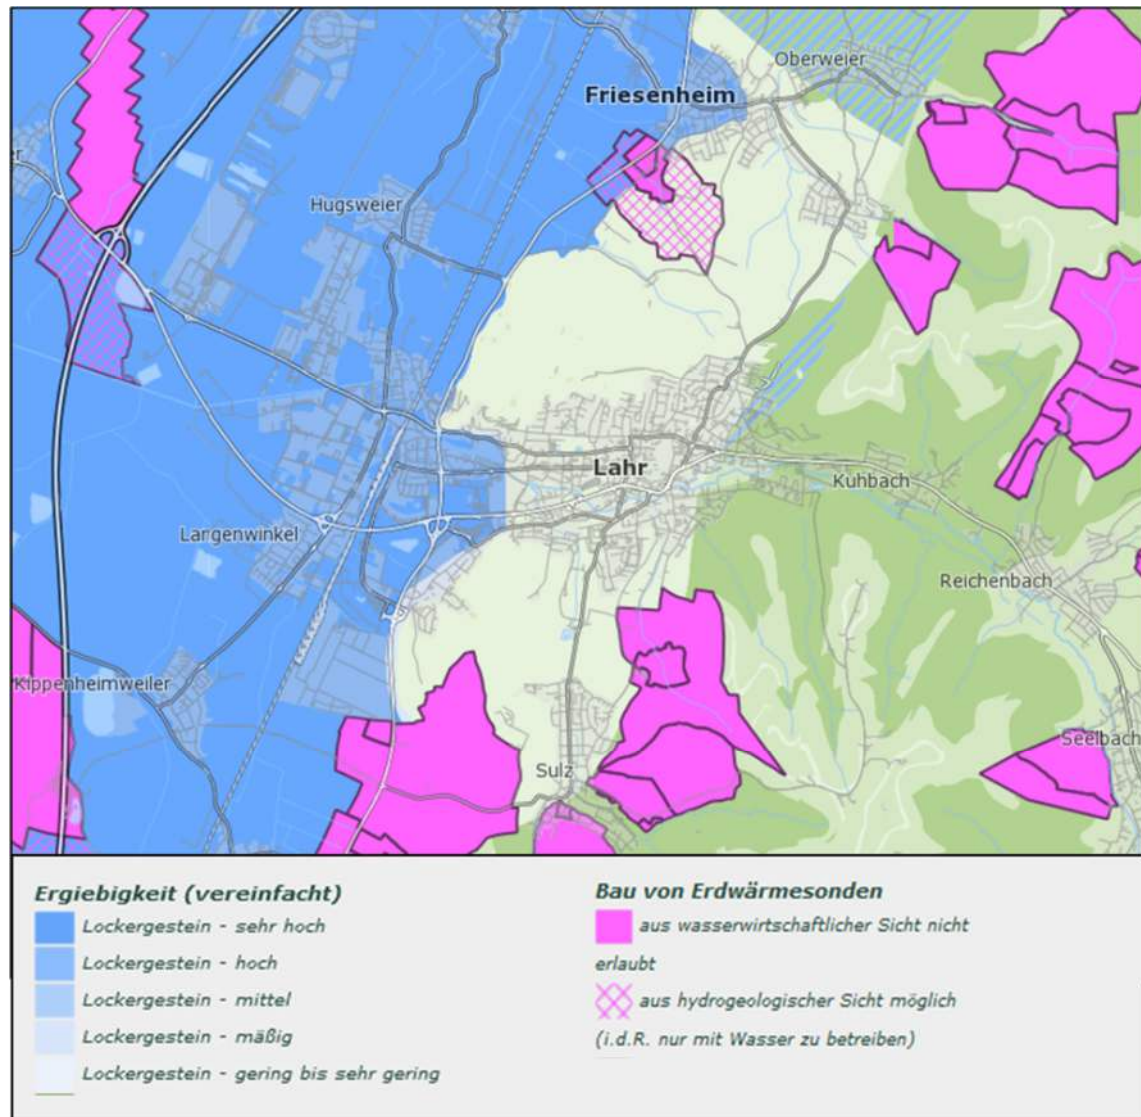 Oberweier
Friesenheim
er
Hugsweier
Lahr
Kuhbach
Largenwinkel
Reichenbach
Kippenheimweiler
Seelbach
Sulz
Ergiebigkeit (vereinfacht)
Lockergestein - sehr hoch
Lockergestein - hoch
Lockergestein - mittel
Lockergestein - mäßig
Lockergestein - gering bis sehr gering
Bau von Erdwärmesonden
aus wasserwirtschaftlicher Sicht nicht
erlaubt
aus hydrogeologischer Sicht möglich
(i.d.R. nur mit Wasser zu betreiben)